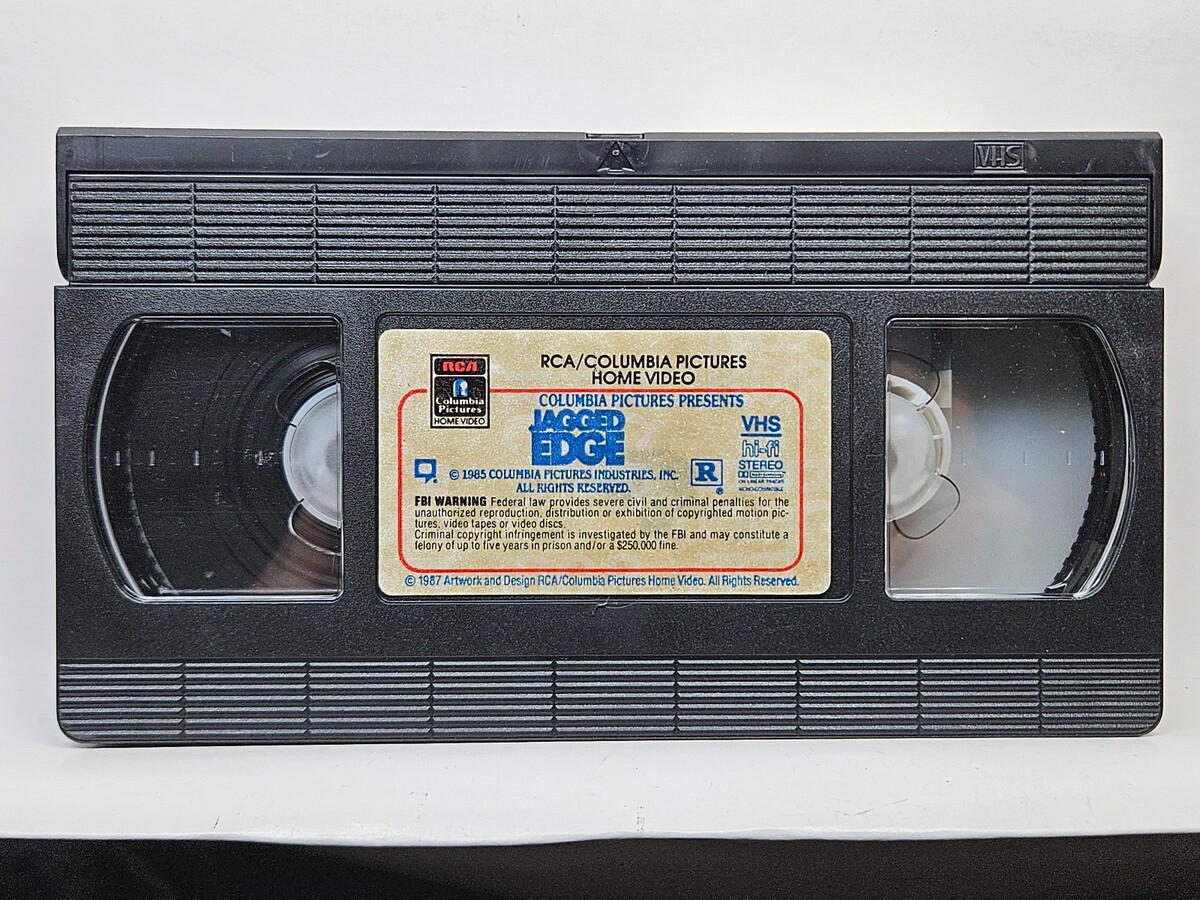 VHS
RCA
Columbia
Pictures
HOME VIDEO
RCA/COLUMBIA PICTURES
HOME VIDEO
COLUMBIA PICTURES PRESENTS
JAGGED
EDGE
VHS
hi-fi
STEREO
ON LINEAR TRACKS
© 1985 COLUMBIA PICTURES INDUSTRIES, INC.
ALL RIGHTS RESERVED.
R
®
FBI WARNING Federal law provides severe civil and criminal penalties for the
unauthorized reproduction, distribution or exhibition of copyrighted motion pic-
tures, video tapes or video discs.
Criminal copyright infringement is investigated by the FBI and may constitute a
felony of up to five years in prison and/or a $250,000 fine.
© 1987 Artwork and Design RCA/Columbia Pictures Home Video. All Rights Reserved.